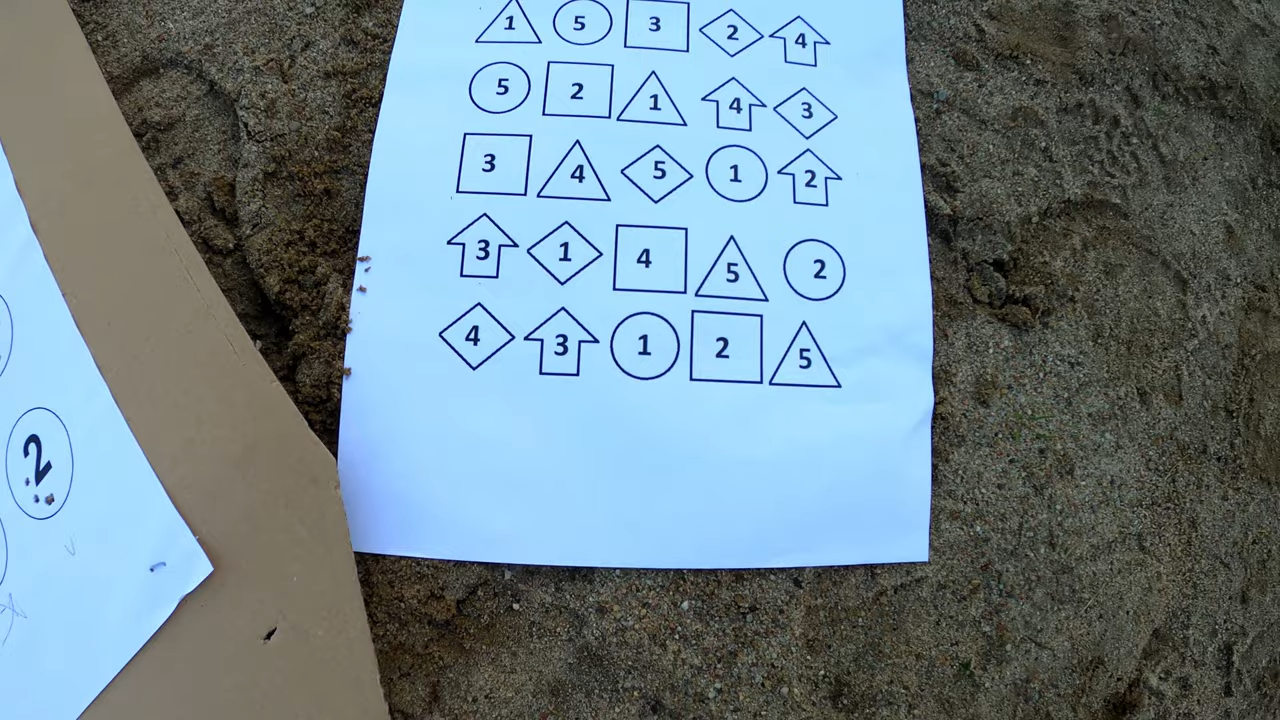 1 5 3 2 4
5 2 1 4 3
3 4 5 1 2
3 1 4 5 2
4 3 1 2 5
2